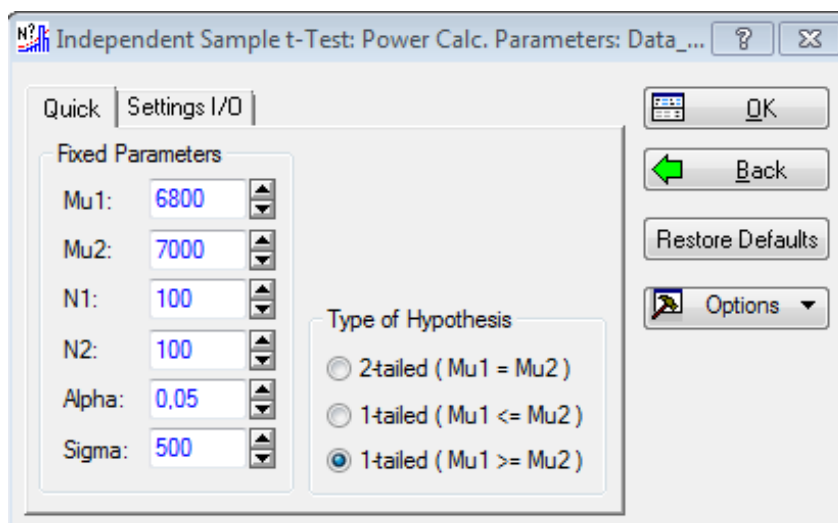 Independent Sample t-Test: Power Calc. Parameters: Data_...
Quick
Settings I/O
Fixed Parameters
Mu1: 6800
Mu2: 7000
N1: 100
N2: 100
Alpha: 0,05
Sigma: 500
Type of Hypothesis
2-tailed ( Mu1 = Mu2 )
1-tailed ( Mu1 <= Mu2 )
1-tailed ( Mu1 >= Mu2 )
OK
Back
Restore Defaults
Options